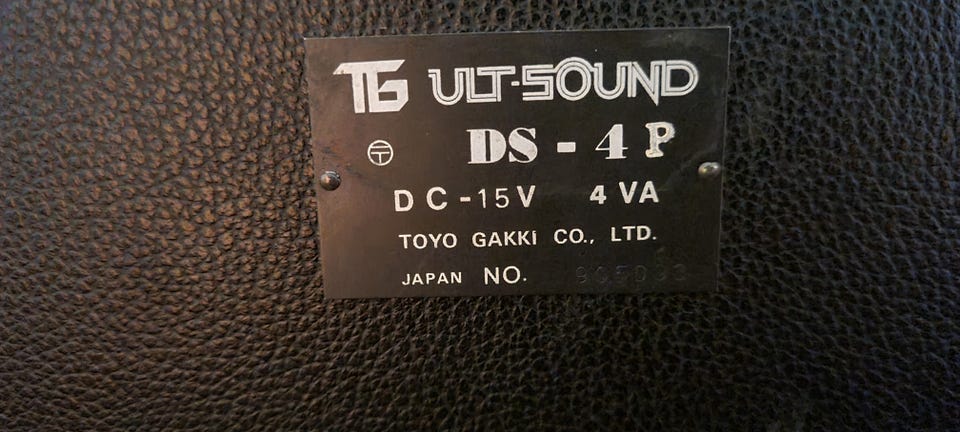 TG ULT-SOUND
DS - 4 P
〒
DC -15V 4 VA
TOYO GAKKI CO., LTD.
JAPAN NO.